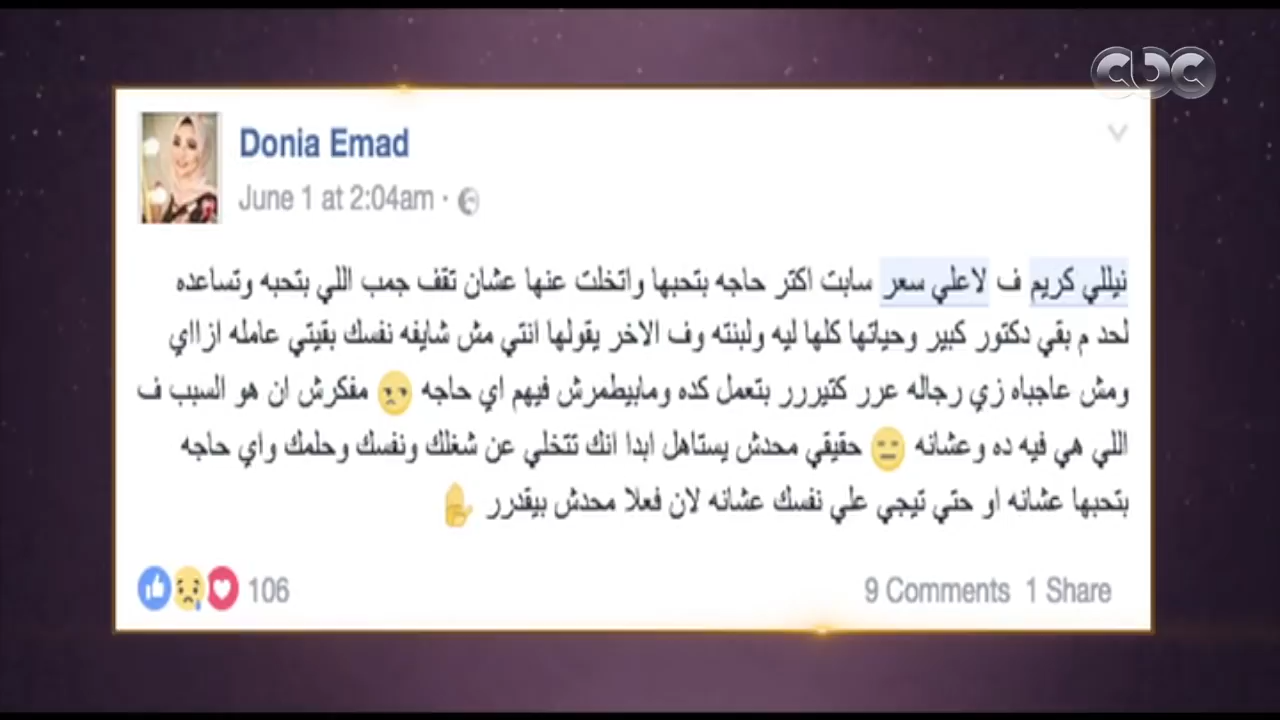 cbc
Donia Emad
June 1 at 2:04am ·
نيللي كريم ف لاعلي سعر سابت اكتر حاجه بتحبها واتخلت عنها عشان تقف جمب اللي بتحبه وتساعده
لحد م بقي دكتور كبير وحياتها كلها ليه ولبنته وف الاخر يقولها انتي مش شايفه نفسك بقيتي عامله ازااي
ومش عاجباه زي رجاله عرر كتيررر بتعمل كده ومابيطمرش فيهم اي حاجه 😒 مفكرش ان هو السبب ف
اللي هي فيه ده وعشانه 😑 حقيقي محدش يستاهل ابدا انك تتخلي عن شغلك ونفسك وحلمك واي حاجه
بتحبها عشانه او حتي تيجي علي نفسك عشانه لان فعلا محدش بيقدرر ✋
106
9 Comments 1 Share